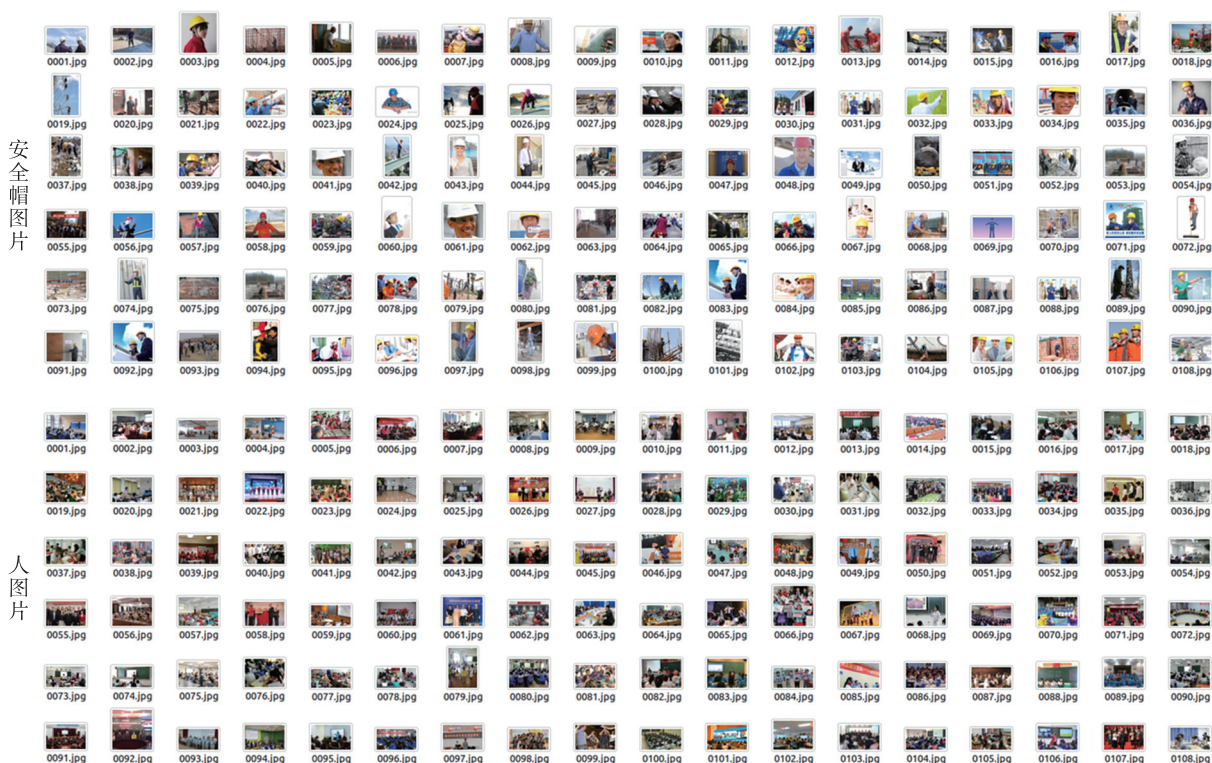 安全帽图片
0001.jpg 0002.jpg 0003.jpg 0004.jpg 0005.jpg 0006.jpg 0007.jpg 0008.jpg 0009.jpg 0010.jpg 0011.jpg 0012.jpg 0013.jpg 0014.jpg 0015.jpg 0016.jpg 0017.jpg 0018.jpg
0019.jpg 0020.jpg 0021.jpg 0022.jpg 0023.jpg 0024.jpg 0025.jpg 0026.jpg 0027.jpg 0028.jpg 0029.jpg 0030.jpg 0031.jpg 0032.jpg 0033.jpg 0034.jpg 0035.jpg 0036.jpg
0037.jpg 0038.jpg 0039.jpg 0040.jpg 0041.jpg 0042.jpg 0043.jpg 0044.jpg 0045.jpg 0046.jpg 0047.jpg 0048.jpg 0049.jpg 0050.jpg 0051.jpg 0052.jpg 0053.jpg 0054.jpg
0055.jpg 0056.jpg 0057.jpg 0058.jpg 0059.jpg 0060.jpg 0061.jpg 0062.jpg 0063.jpg 0064.jpg 0065.jpg 0066.jpg 0067.jpg 0068.jpg 0069.jpg 0070.jpg 0071.jpg 0072.jpg
0073.jpg 0074.jpg 0075.jpg 0076.jpg 0077.jpg 0078.jpg 0079.jpg 0080.jpg 0081.jpg 0082.jpg 0083.jpg 0084.jpg 0085.jpg 0086.jpg 0087.jpg 0088.jpg 0089.jpg 0090.jpg
0091.jpg 0092.jpg 0093.jpg 0094.jpg 0095.jpg 0096.jpg 0097.jpg 0098.jpg 0099.jpg 0100.jpg 0101.jpg 0102.jpg 0103.jpg 0104.jpg 0105.jpg 0106.jpg 0107.jpg 0108.jpg
人图片
0001.jpg 0002.jpg 0003.jpg 0004.jpg 0005.jpg 0006.jpg 0007.jpg 0008.jpg 0009.jpg 0010.jpg 0011.jpg 0012.jpg 0013.jpg 0014.jpg 0015.jpg 0016.jpg 0017.jpg 0018.jpg
0019.jpg 0020.jpg 0021.jpg 0022.jpg 0023.jpg 0024.jpg 0025.jpg 0026.jpg 0027.jpg 0028.jpg 0029.jpg 0030.jpg 0031.jpg 0032.jpg 0033.jpg 0034.jpg 0035.jpg 0036.jpg
0037.jpg 0038.jpg 0039.jpg 0040.jpg 0041.jpg 0042.jpg 0043.jpg 0044.jpg 0045.jpg 0046.jpg 0047.jpg 0048.jpg 0049.jpg 0050.jpg 0051.jpg 0052.jpg 0053.jpg 0054.jpg
0055.jpg 0056.jpg 0057.jpg 0058.jpg 0059.jpg 0060.jpg 0061.jpg 0062.jpg 0063.jpg 0064.jpg 0065.jpg 0066.jpg 0067.jpg 0068.jpg 0069.jpg 0070.jpg 0071.jpg 0072.jpg
0073.jpg 0074.jpg 0075.jpg 0076.jpg 0077.jpg 0078.jpg 0079.jpg 0080.jpg 0081.jpg 0082.jpg 0083.jpg 0084.jpg 0085.jpg 0086.jpg 0087.jpg 0088.jpg 0089.jpg 0090.jpg
0091.jpg 0092.jpg 0093.jpg 0094.jpg 0095.jpg 0096.jpg 0097.jpg 0098.jpg 0099.jpg 0100.jpg 0101.jpg 0102.jpg 0103.jpg 0104.jpg 0105.jpg 0106.jpg 0107.jpg 0108.jpg